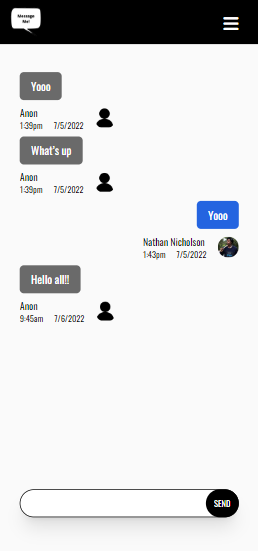 Message
Me!
Yooo
Anon
1:39pm 7/5/2022
What's up
Anon
1:39pm 7/5/2022
Yooo
Nathan Nicholson
1:43pm 7/5/2022
Hello all!!
Anon
9:45am 7/6/2022
SEND